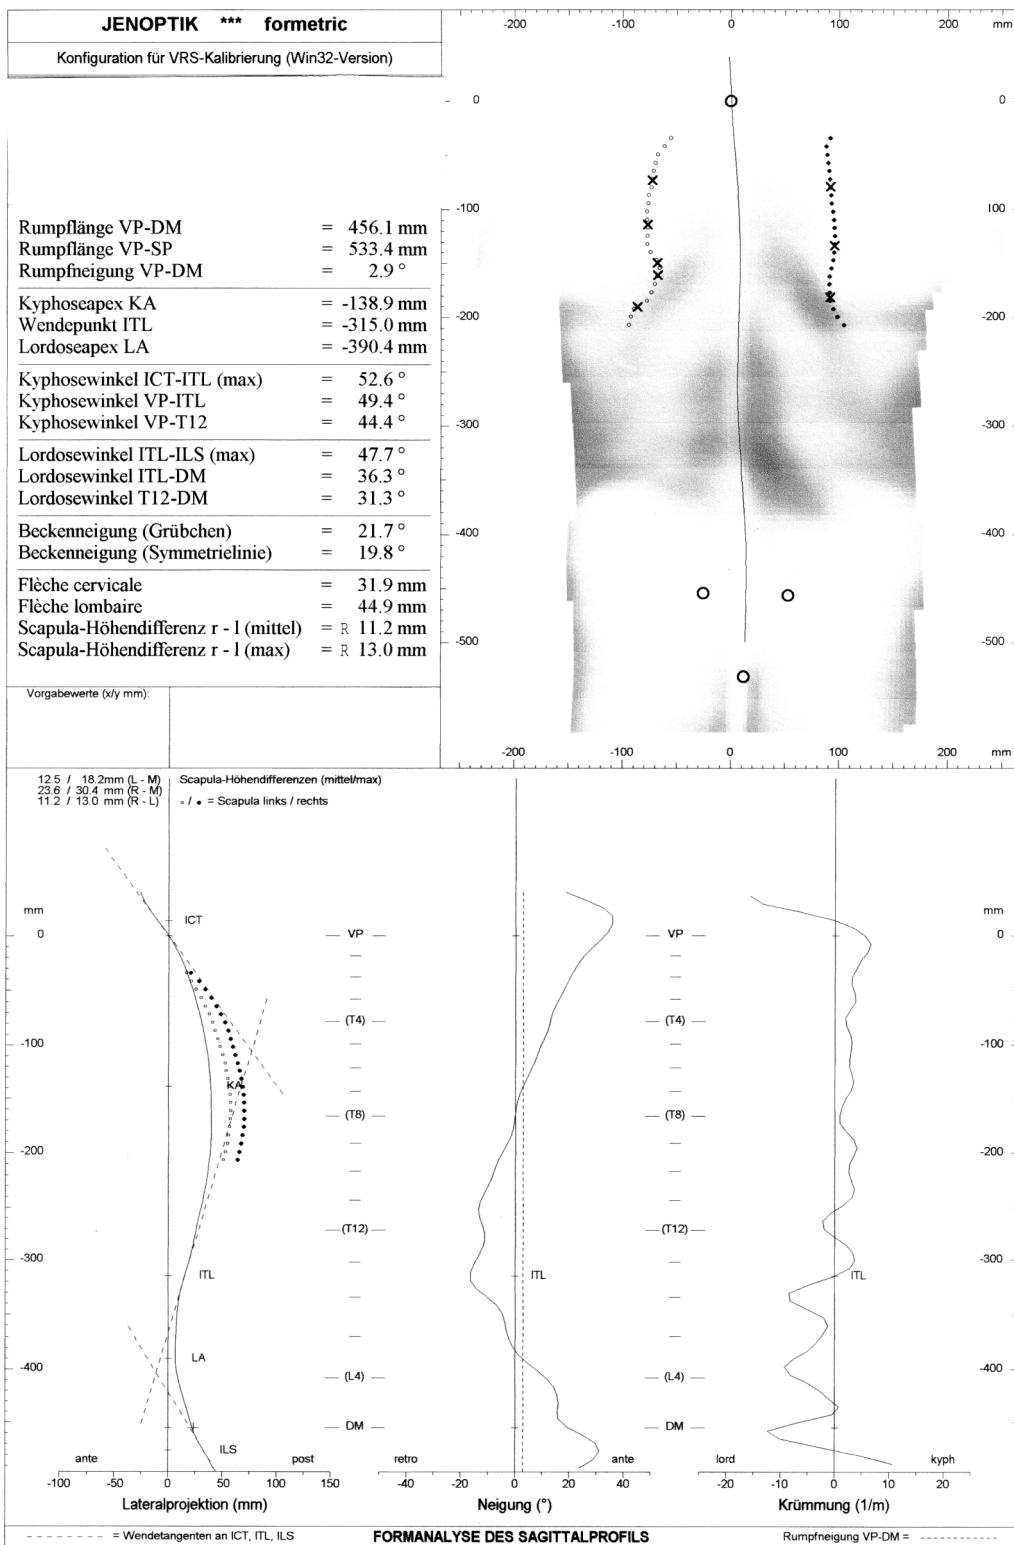 JENOPTIK *** formetric
Konfiguration für VRS-Kalibrierung (Win32-Version)
-200 -100 0 100 200 mm
0 0
-100 -100
-200 -200
-300 -300
-400 -400
-500 -500
-200 -100 0 100 200 mm
Rumpflänge VP-DM = 456.1 mm
Rumpflänge VP-SP = 533.4 mm
Rumpfneigung VP-DM = 2.9 °
Kyphoseapex KA = -138.9 mm
Wendepunkt ITL = -315.0 mm
Lordoseapex LA = -390.4 mm
Kyphosewinkel ICT-ITL (max) = 52.6 °
Kyphosewinkel VP-ITL = 49.4 °
Kyphosewinkel VP-T12 = 44.4 °
Lordosewinkel ITL-ILS (max) = 47.7 °
Lordosewinkel ITL-DM = 36.3 °
Lordosewinkel T12-DM = 31.3 °
Beckenneigung (Grübchen) = 21.7 °
Beckenneigung (Symmetrielinie) = 19.8 °
Flèche cervicale = 31.9 mm
Flèche lombaire = 44.9 mm
Scapula-Höhendifferenz r - l (mittel) = R 11.2 mm
Scapula-Höhendifferenz r - l (max) = R 13.0 mm
Vorgabewerte (x/y mm):
12.5 / 18.2mm (L - M) Scapula-Höhendifferenzen (mittel/max)
23.6 / 30.4 mm (R - M)
11.2 / 13.0 mm (R - L) ▫ / ♦ = Scapula links / rechts
mm ICT mm
0 VP VP 0
(T4) (T4)
-100 -100
KA
(T8) (T8)
-200 -200
(T12) (T12)
-300 -300
ITL ITL ITL
LA
-400 (L4) (L4) -400
DM DM
ILS
ante post retro ante lord kyph
-100 -50 0 50 100 -40 -20 0 20 40 -20 -10 0 10 20
Lateralprojektion (mm) Neigung (°) Krümmung (1/m)
= Wendetangenten an ICT, ITL, ILS FORMANALYSE DES SAGITTALPROFILS Rumpfneigung VP-DM =